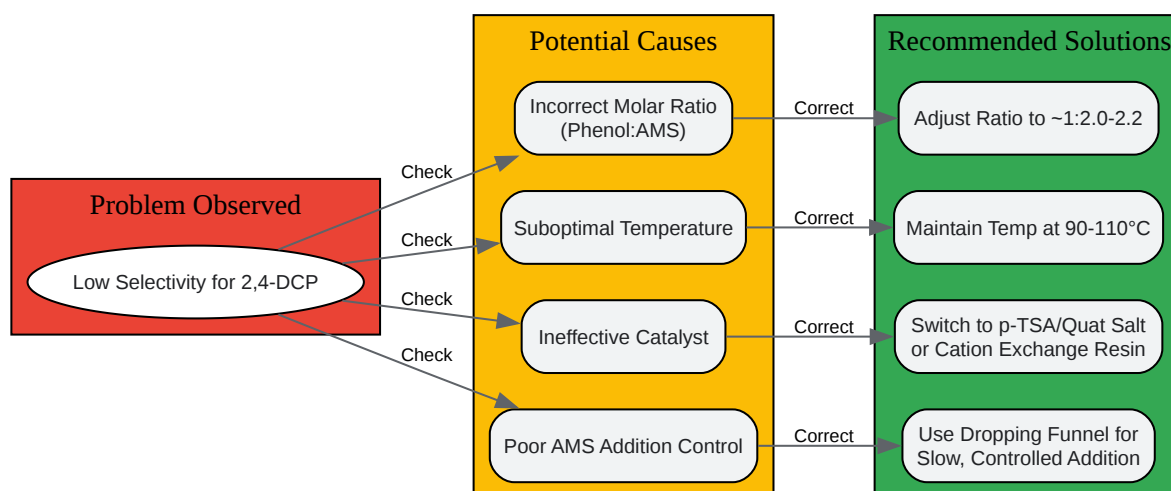 Problem Observed
Low Selectivity for 2,4-DCP
Check
Check
Check
Check
Potential Causes
Incorrect Molar Ratio
(Phenol:AMS)
Suboptimal Temperature
Ineffective Catalyst
Poor AMS Addition Control
Correct
Correct
Correct
Correct
Recommended Solutions
Adjust Ratio to ~1:2.0-2.2
Maintain Temp at 90-110°C
Switch to p-TSA/Quat Salt
or Cation Exchange Resin
Use Dropping Funnel for
Slow, Controlled Addition